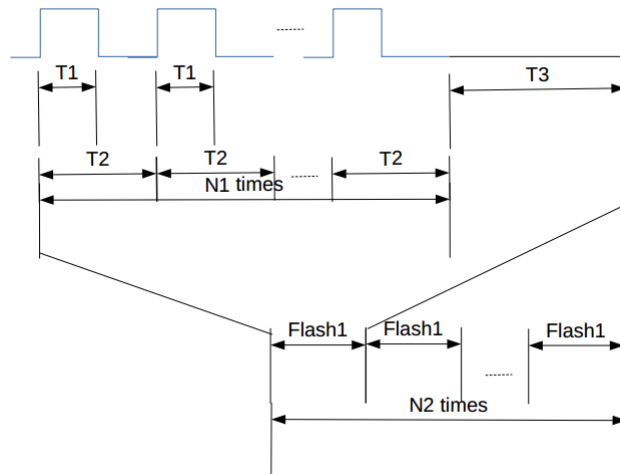 T1 T1 T3
T2 T2 T2
N1 times
Flash1 Flash1 Flash1
N2 times